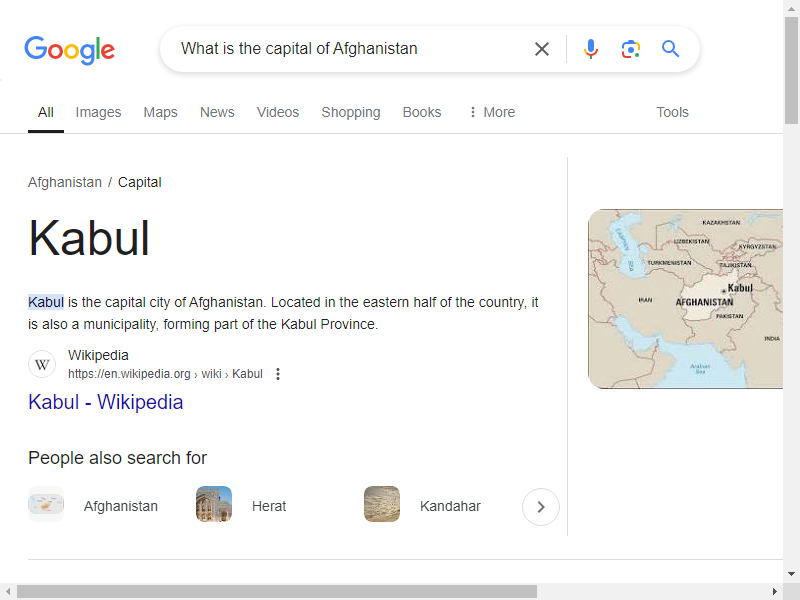 Google
What is the capital of Afghanistan
All Images Maps News Videos Shopping Books More Tools
Afghanistan / Capital
Kabul
Kabul is the capital city of Afghanistan. Located in the eastern half of the country, it
is also a municipality, forming part of the Kabul Province.
W
Wikipedia
https://en.wikipedia.org › wiki › Kabul
Kabul - Wikipedia
People also search for
Afghanistan Herat Kandahar
KAZAKHSTAN
CASPIAN SEA
UZBEKISTAN
KYRGYZSTAN
TURKMENISTAN
TAJIKISTAN
Kabul
IRAN
AFGHANISTAN
PAKISTAN
INDIA
Arabian
Sea